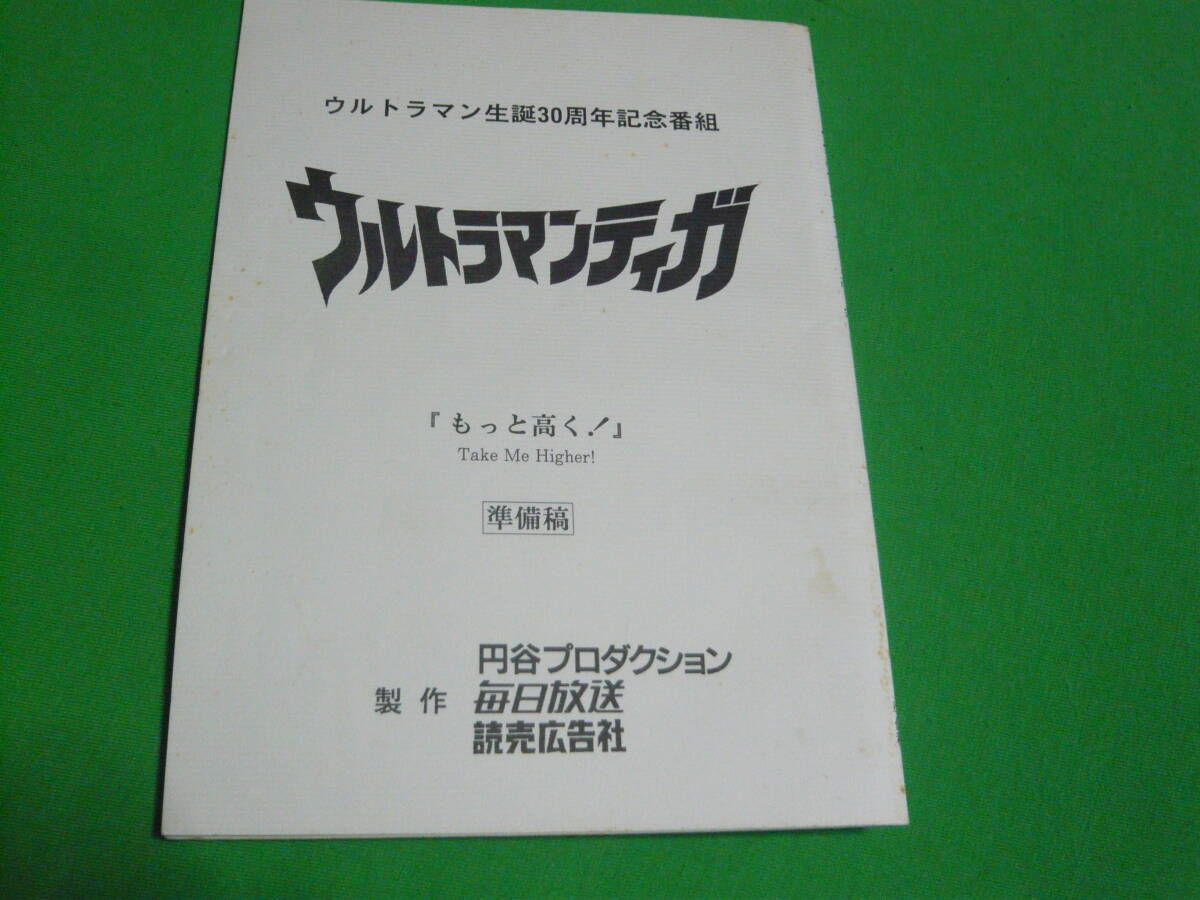 ウルトラマン生誕30周年記念番組
ウルトラマンティガ
『もっと高く!』
Take Me Higher!
準備稿
円谷プロダクション
製作 毎日放送
読売広告社